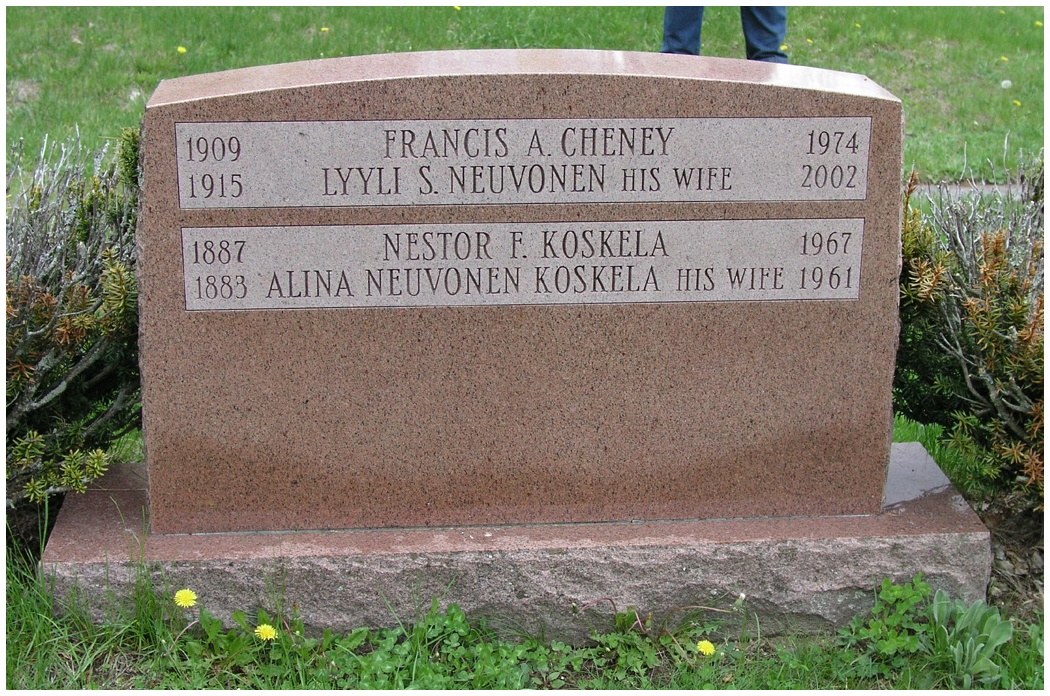 1909 FRANCIS A. CHENEY 1974
1915 LYYLI S. NEUVONEN HIS WIFE 2002
1887 NESTOR F. KOSKELA 1967
1883 ALINA NEUVONEN KOSKELA HIS WIFE 1961